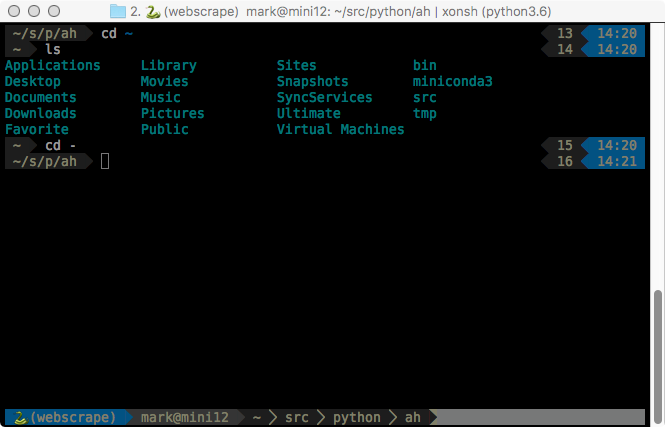 2. 🐍 (webscrape) mark@mini12: ~/src/python/ah | xonsh (python3.6)
~/s/p/ah cd ~ 13 14:20
~ ls 14 14:20
Applications Library Sites bin
Desktop Movies Snapshots miniconda3
Documents Music SyncServices src
Downloads Pictures Ultimate tmp
Favorite Public Virtual Machines
~ cd - 15 14:20
~/s/p/ah 16 14:21
🐍(webscrape) mark@mini12 ~ src python ah